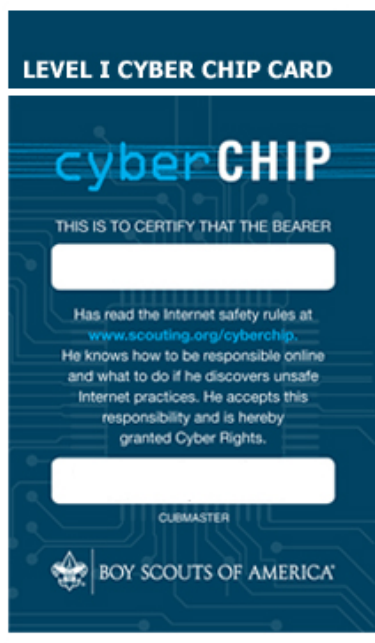 LEVEL I CYBER CHIP CARD
cyberCHIP
THIS IS TO CERTIFY THAT THE BEARER
Has read the Internet safety rules at
www.scouting.org/cyberchip.
He knows how to be responsible online
and what to do if he discovers unsafe
Internet practices. He accepts this
responsibility and is hereby
granted Cyber Rights.
CUBMASTER
BOY SCOUTS OF AMERICA®